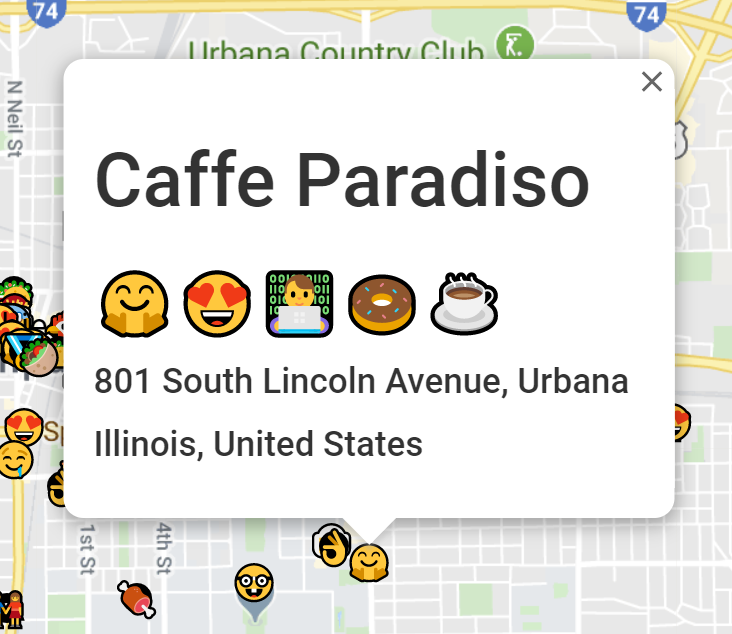 74
74
Urbana Country Club
N Neil St
Caffe Paradiso
801 South Lincoln Avenue, Urbana
Illinois, United States
1st St
4th St